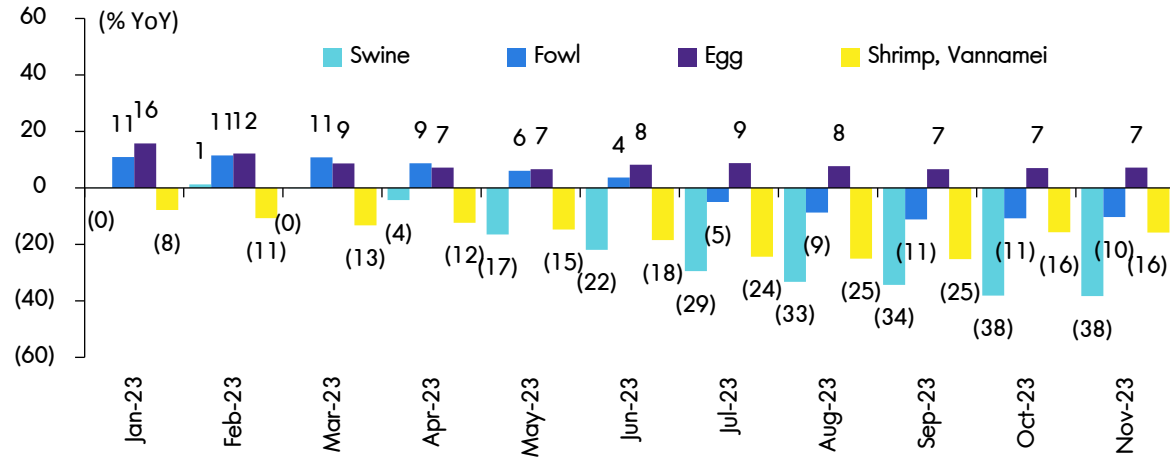 60
(% YoY)
Swine Fowl Egg Shrimp, Vannamei
40
20
0
(20)
(40)
(60)
(0) 11 16 (8)
1 11 12 (11)
(0) 11 9 (13)
(4) 9 7 (12)
(17) 6 7 (15)
(22) 4 8 (18)
(29) (5) 9 (24)
(33) (9) 8 (25)
(34) (11) 7 (25)
(38) (11) 7 (16)
(38) (10) 7 (16)
Jan-23
Feb-23
Mar-23
Apr-23
May-23
Jun-23
Jul-23
Aug-23
Sep-23
Oct-23
Nov-23